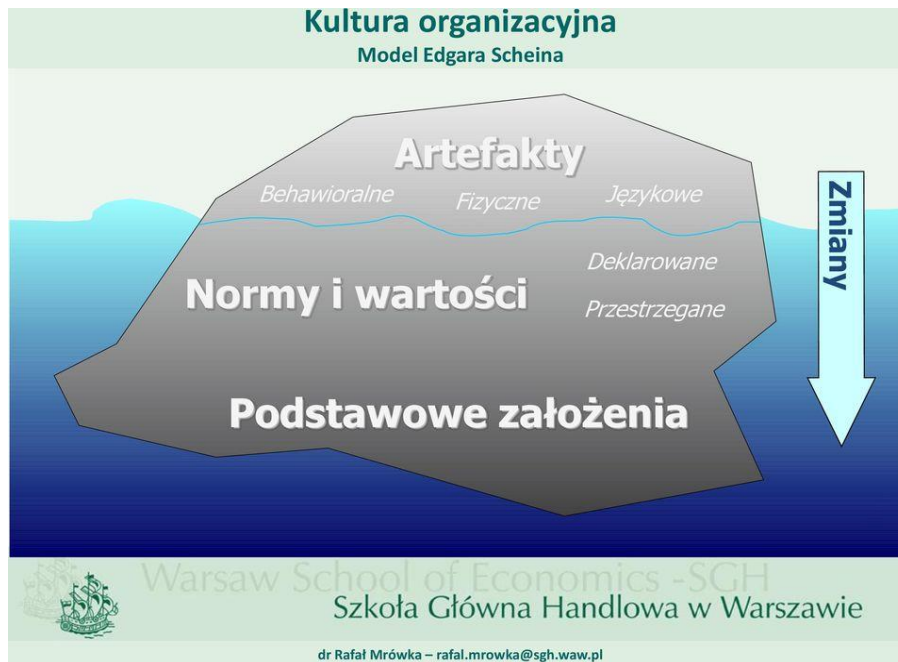 Kultura organizacyjna
Model Edgara Scheina
Artefakty
Behawioralne
Fizyczne
Językowe
Zmiany
Normy i wartości
Deklarowane
Przestrzegane
Podstawowe założenia
Warsaw School of Economics -SGH
Szkoła Główna Handlowa w Warszawie
dr Rafał Mrówka – rafal.mrowka@sgh.waw.pl